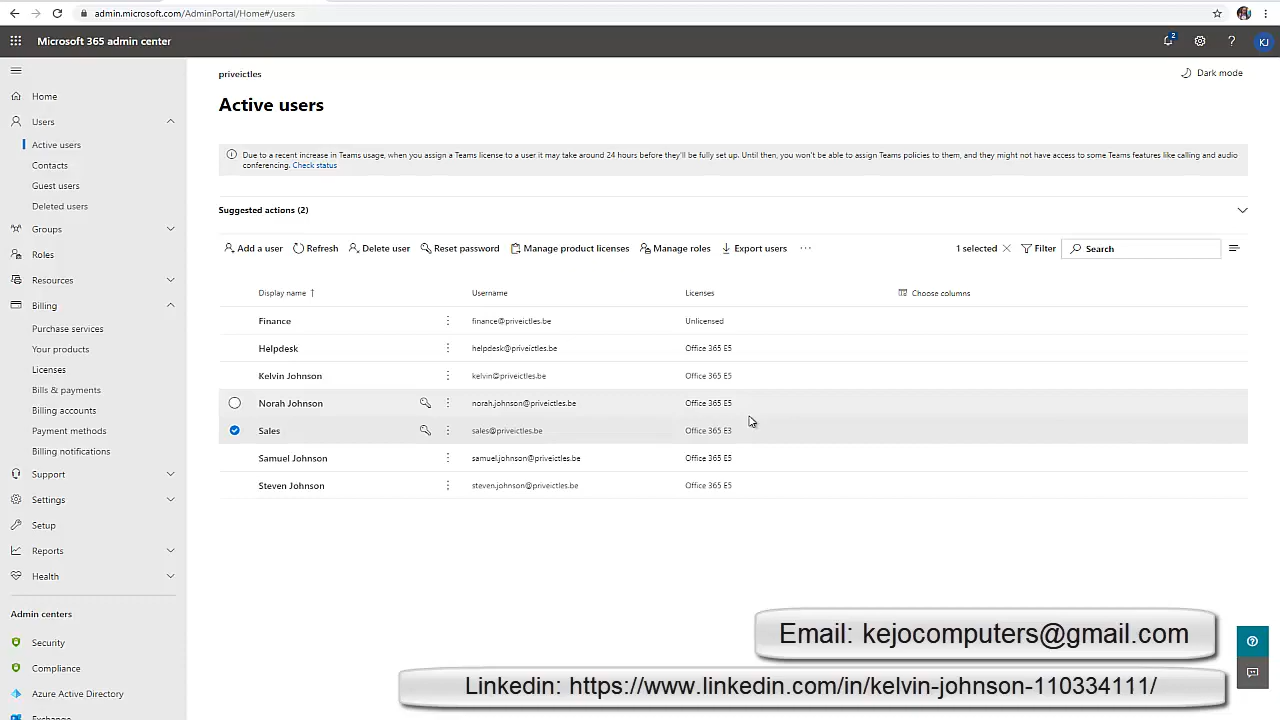 admin.microsoft.com/AdminPortal/Home#/users
Microsoft 365 admin center
2
KJ
Home
Users
Active users
Contacts
Guest users
Deleted users
Groups
Roles
Resources
Billing
Purchase services
Your products
Licenses
Bills & payments
Billing accounts
Payment methods
Billing notifications
Support
Settings
Setup
Reports
Health
Admin centers
Security
Compliance
Azure Active Directory
Exchange
priveictles
Dark mode
Active users
Due to a recent increase in Teams usage, when you assign a Teams license to a user it may take around 24 hours before they'll be fully set up. Until then, you won't be able to assign Teams policies to them, and they might not have access to some Teams features like calling and audio
conferencing. Check status
Suggested actions (2)
Add a user Refresh Delete user Reset password Manage product licenses Manage roles Export users ··· 1 selected Filter Search
Display name ↑ Username Licenses Choose columns
Finance finance@priveictles.be Unlicensed
Helpdesk helpdesk@priveictles.be Office 365 E5
Kelvin Johnson kelvin@priveictles.be Office 365 E5
Norah Johnson norah.johnson@priveictles.be Office 365 E5
Sales sales@priveictles.be Office 365 E3
Samuel Johnson samuel.johnson@priveictles.be Office 365 E5
Steven Johnson steven.johnson@priveictles.be Office 365 E5
Email: kejocomputers@gmail.com
Linkedin: https://www.linkedin.com/in/kelvin-johnson-110334111/